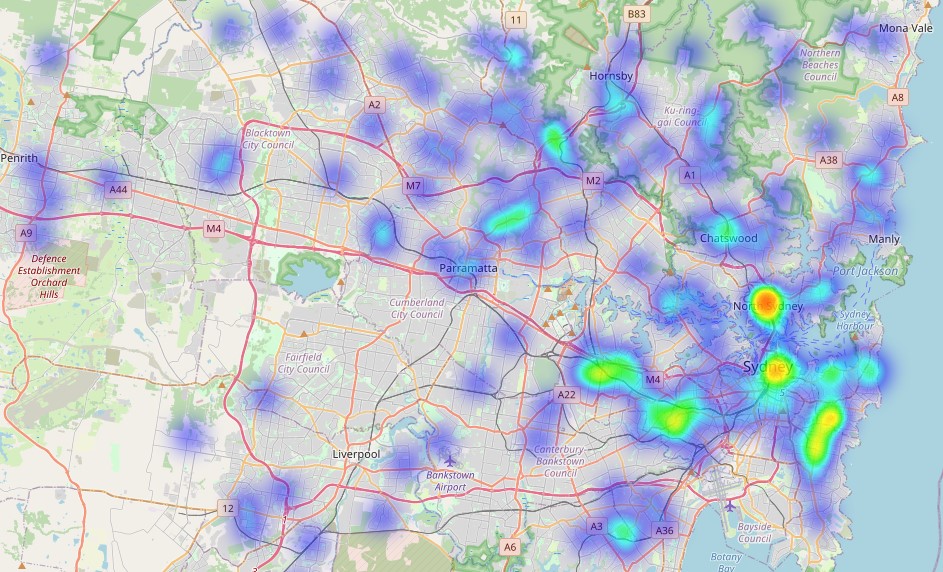 11
B83
Mona Vale
Northern
Beaches
Council
Hornsby
A8
A2
Ku-ring-
gai Council
Blacktown
City Council
Penrith
A44
M7
M2
A1
A38
A9
M4
Chatswood
Manly
Defence
Establishment
Orchard
Hills
Parramatta
Port Jackson
Cumberland
City Council
North Sydney
Sydney
Harbour
Fairfield
City Council
Sydney
M4
A22
Liverpool
Canterbury-
Bankstown
Council
Bankstown
Airport
12
A3
A36
A6
Bayside
Council
Botany
Bay